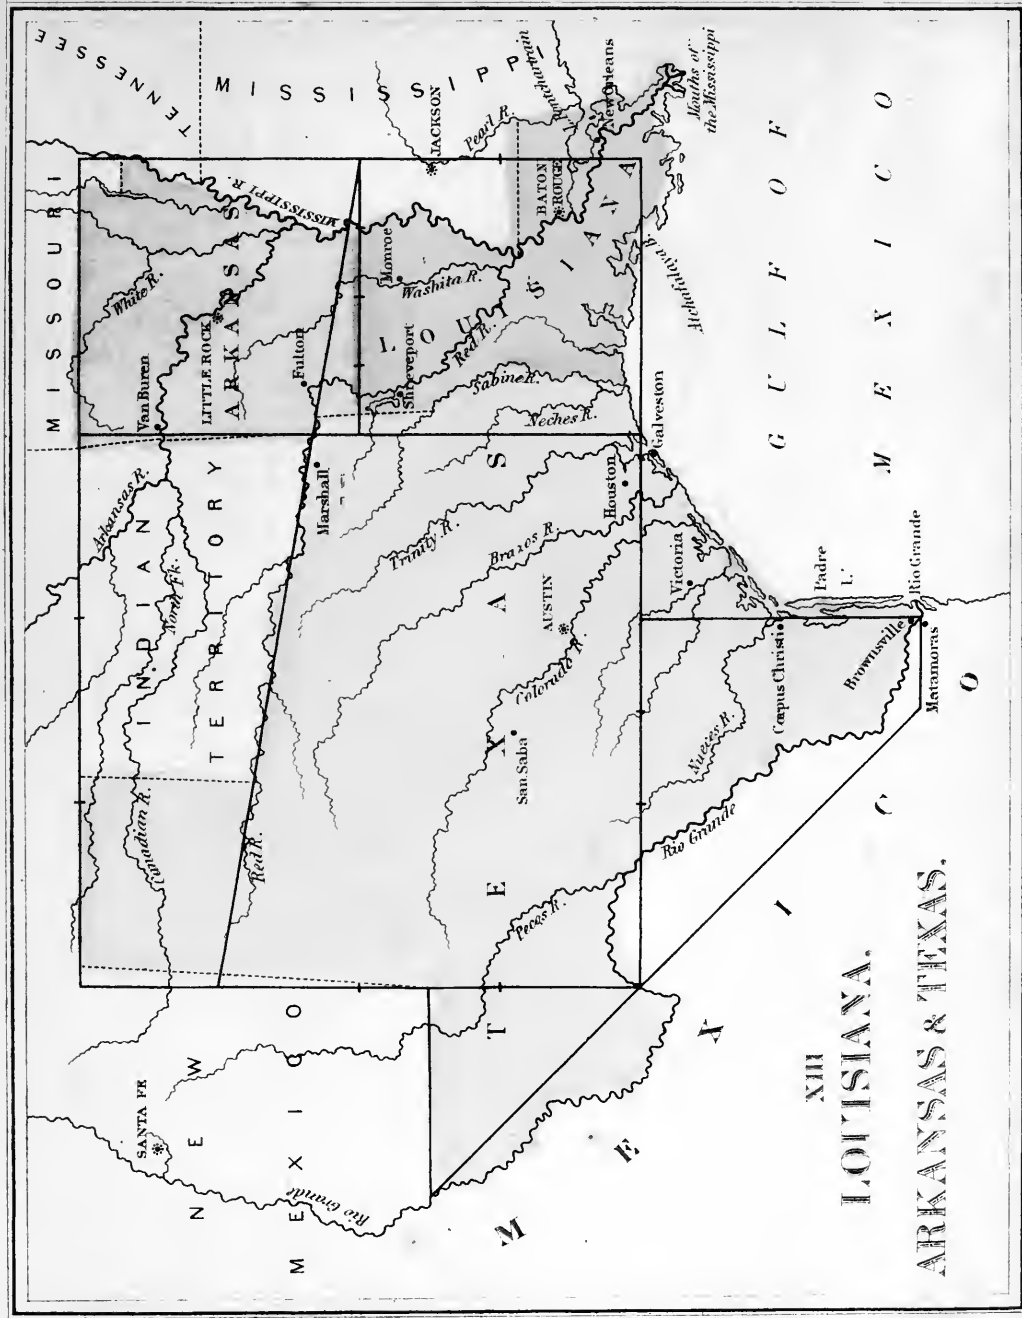 XIII
LOUISIANA.
ARKANSAS & TEXAS.
TENNESSEE
MISSISSIPPI
MISSOURI
ARKANSAS
LOUISIANA
INDIAN
TERRITORY
TEXAS
NEW
MEXICO
MEXICO
GULF OF
MEXICO
SANTA FE
Rio Grande
Canadian R.
Arkansas R.
North Fk.
Red R.
Van Buren
LITTLE ROCK
White R.
MISSISSIPPI R.
Fulton
Marshall
Shreveport
Monroe
Washita R.
Red R.
JACKSON
Pearl R.
L. Pontchartrain
New Orleans
Mouths of
the Mississippi
BATON
ROUGE
Atchafalaya B.
Sabine R.
Neches R.
Trinity R.
Brazos R.
Houston
Galveston
AUSTIN
Colorado R.
San Saba
Pecos R.
Victoria
Nueces R.
Rio Grande
Corpus Christi
Padre
I.
Brownsville
Rio Grande
Matamoras